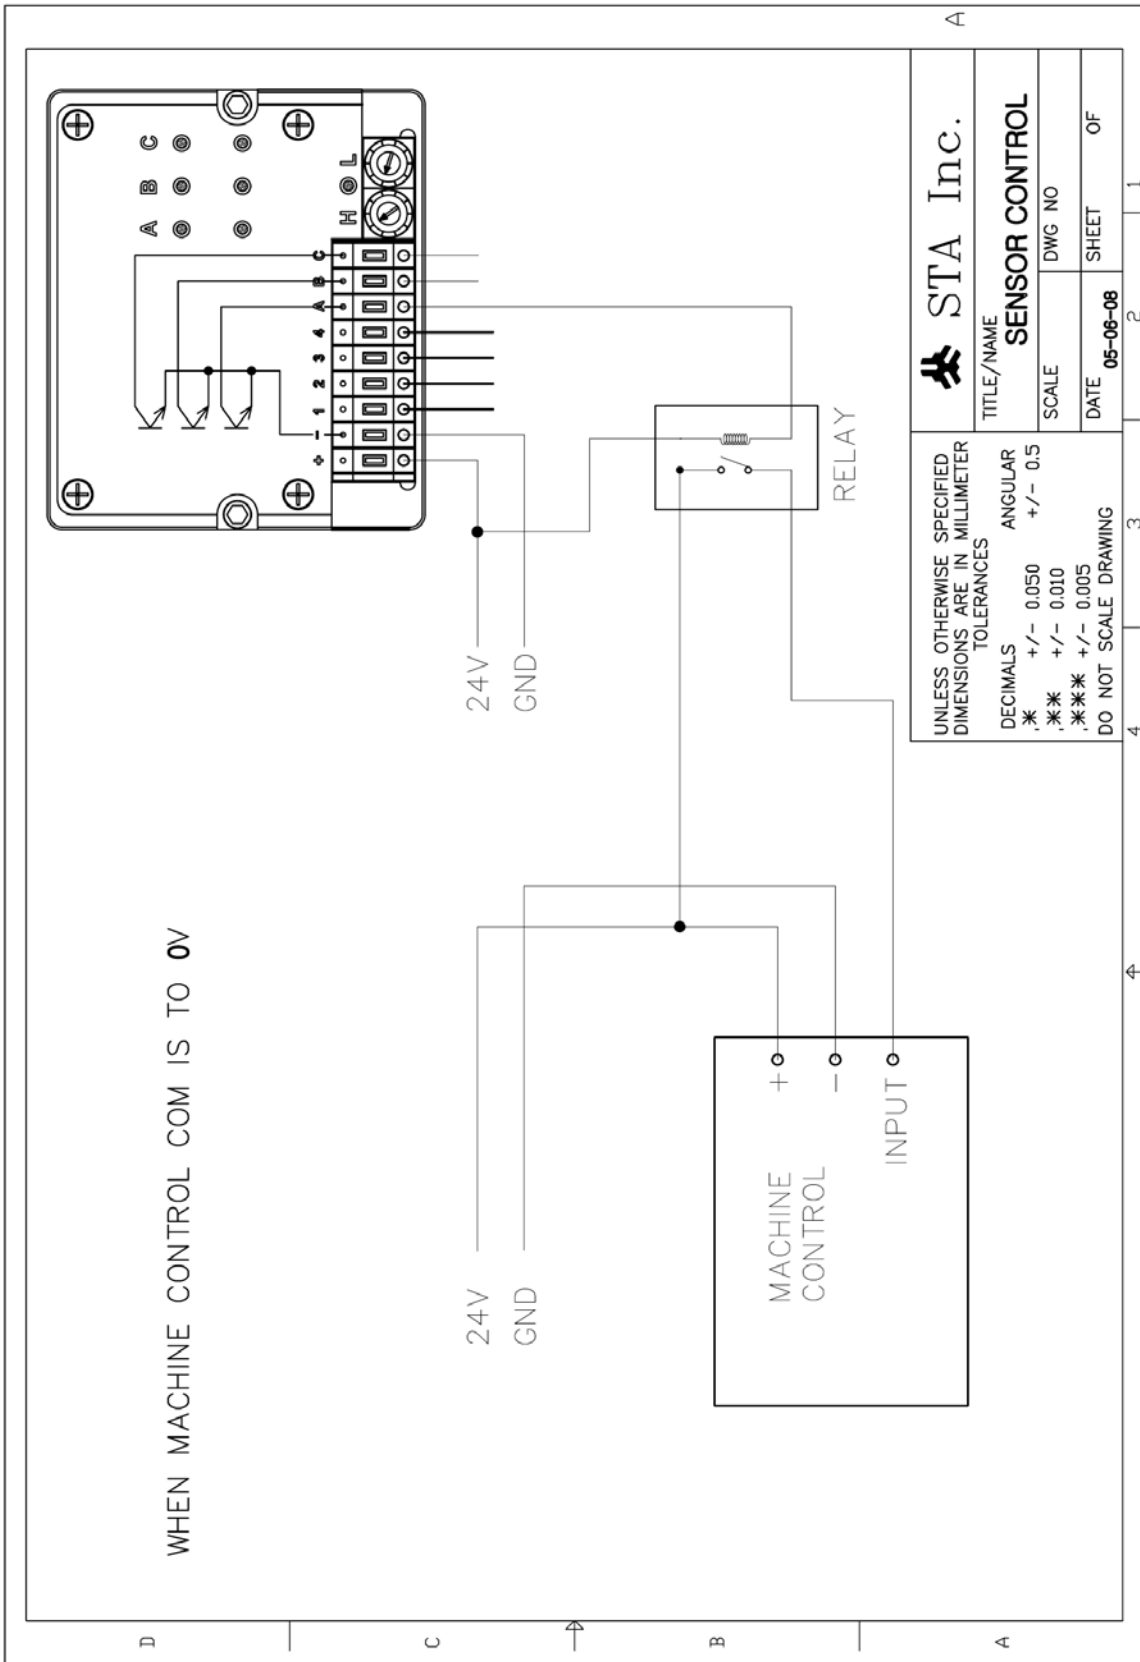 WHEN MACHINE CONTROL COM IS TO 0V
A B C
H L
+ - 1 2 3 4 A B C
24V
GND
24V
GND
RELAY
MACHINE
CONTROL
+
-
INPUT
UNLESS OTHERWISE SPECIFIED
DIMENSIONS ARE IN MILLIMETER
TOLERANCES
DECIMALS ANGULAR
.* +/- 0.050 +/- 0.5
.** +/- 0.010
.*** +/- 0.005
DO NOT SCALE DRAWING
STA Inc.
TITLE/NAME
SENSOR CONTROL
SCALE
DWG NO
DATE 05-06-08
SHEET OF
D
C
B
A
A
4 3 2 1